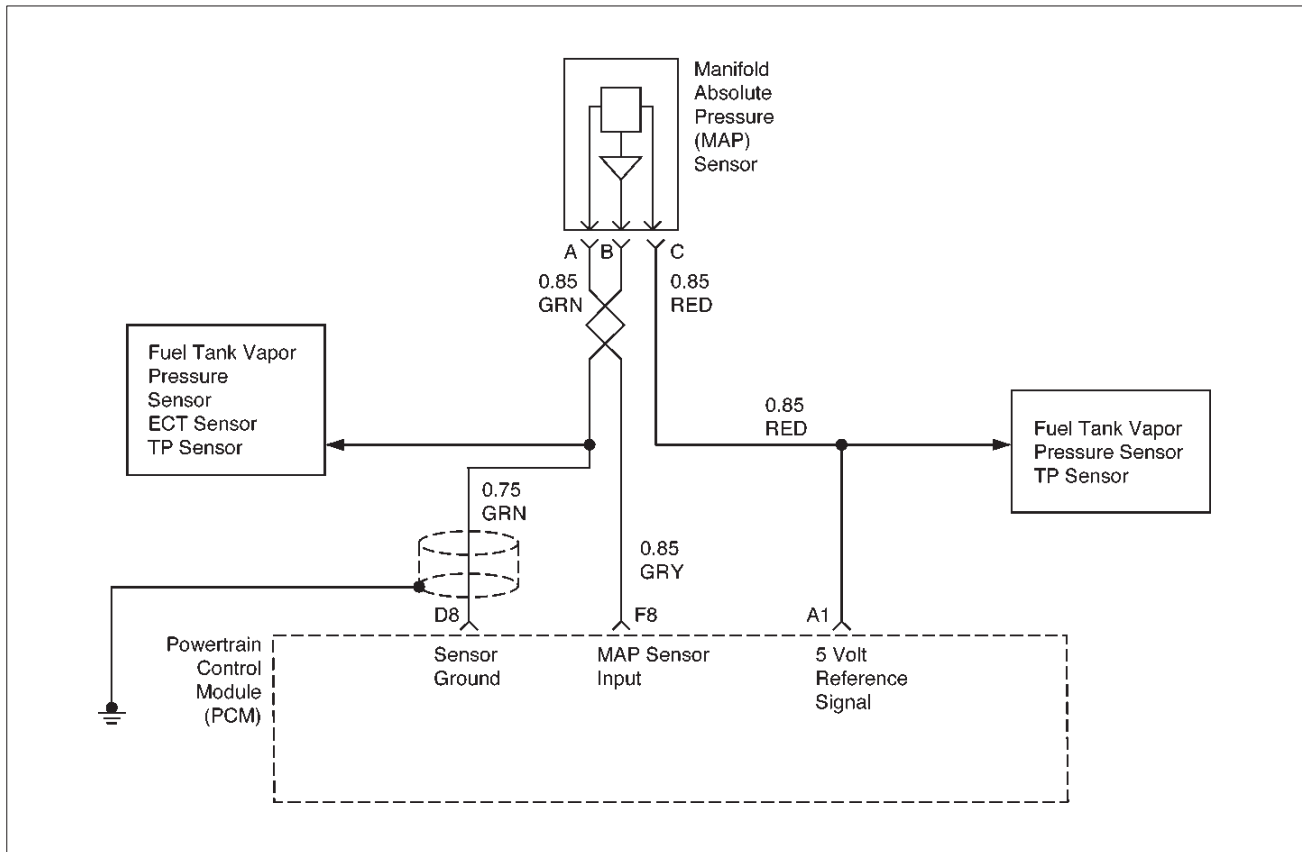 Manifold
Absolute
Pressure
(MAP)
Sensor
A
B
C
0.85
GRN
0.85
RED
Fuel Tank Vapor
Pressure
Sensor
ECT Sensor
TP Sensor
0.85
RED
Fuel Tank Vapor
Pressure Sensor
TP Sensor
0.75
GRN
0.85
GRY
D8
F8
A1
Powertrain
Control
Module
(PCM)
Sensor
Ground
MAP Sensor
Input
5 Volt
Reference
Signal